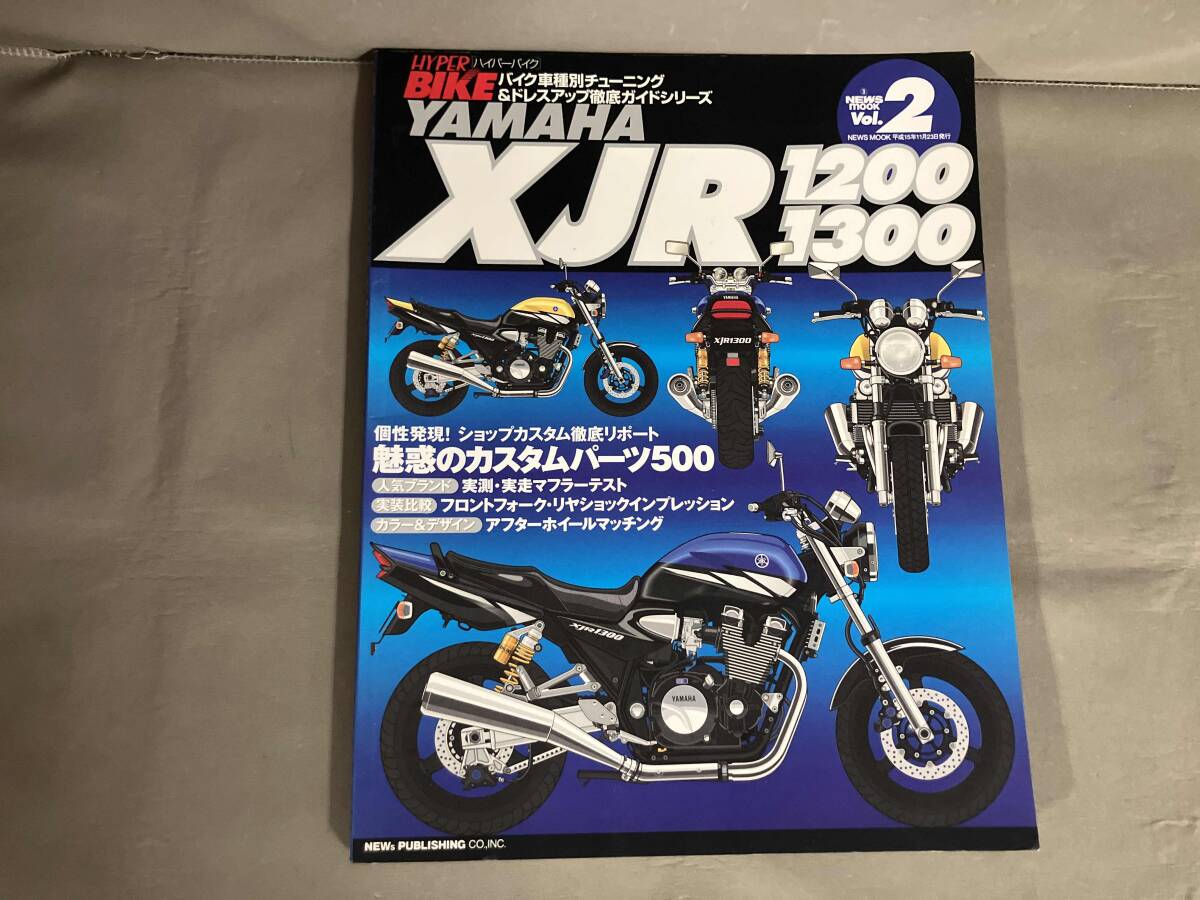 HYPER ハイパーバイク
BIKE バイク車種別チューニング
&ドレスアップ徹底ガイドシリーズ
NEWS
mook
Vol.2
NEWS MOOK 平成15年11月23日発行
YAMAHA
XJR 1200
1300
YAMAHA
XJR1300
個性発現! ショップカスタム徹底リポート
魅惑のカスタムパーツ500
人気ブランド 実測・実走マフラーテスト
実装比較 フロントフォーク・リヤショックインプレッション
カラー&デザイン アフターホイールマッチング
XJR1300
YAMAHA
NEWs PUBLISHING CO.,INC.